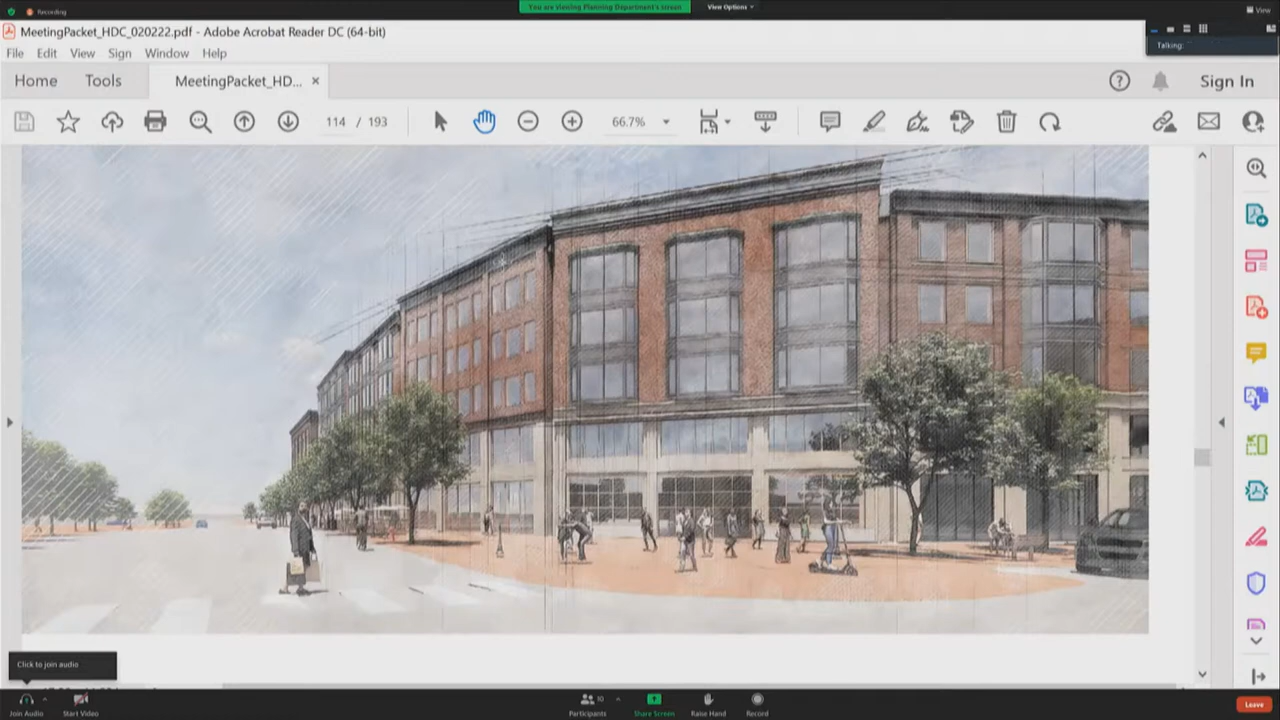 Recording
You are viewing Planning Department's screen
View Options
View
MeetingPacket_HDC_020222.pdf - Adobe Acrobat Reader DC (64-bit)
Talking:
File Edit View Sign Window Help
Home Tools MeetingPacket_HD... × Sign In
114 / 193 66.7%
Click to join audio
Join Audio Start Video 10 Participants Share Screen Raise Hand Record Leave